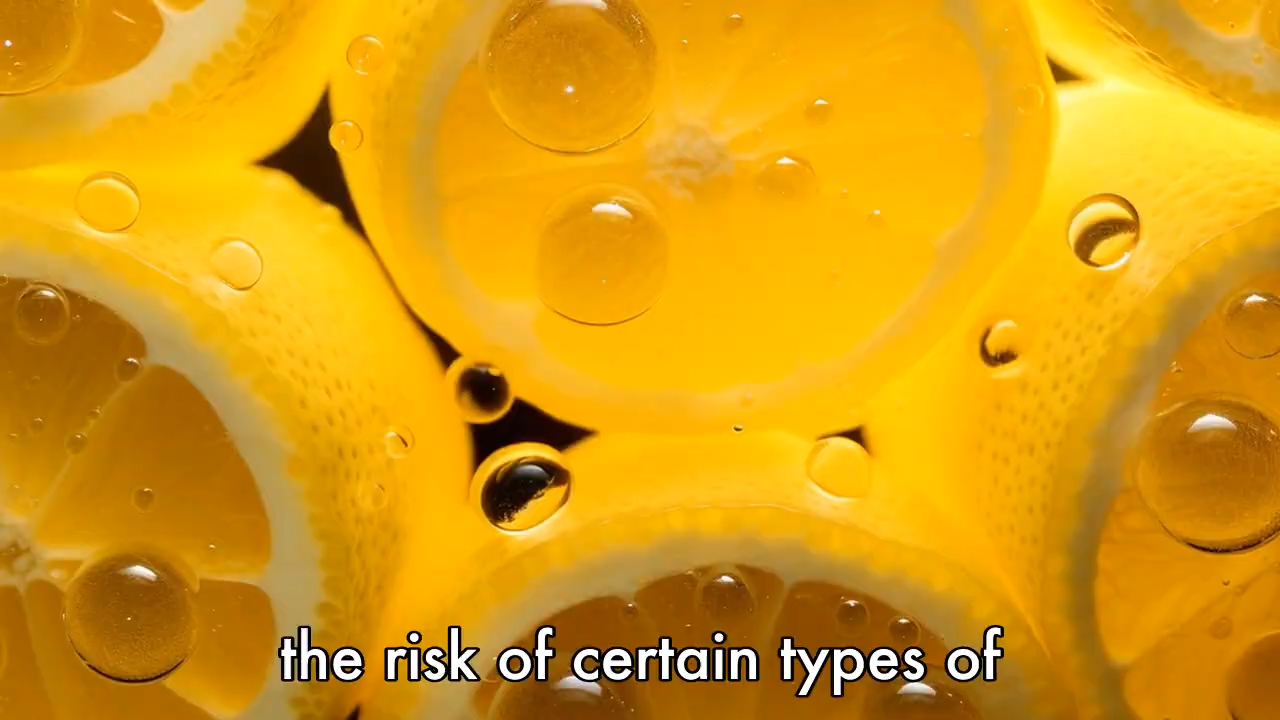 the risk of certain types of